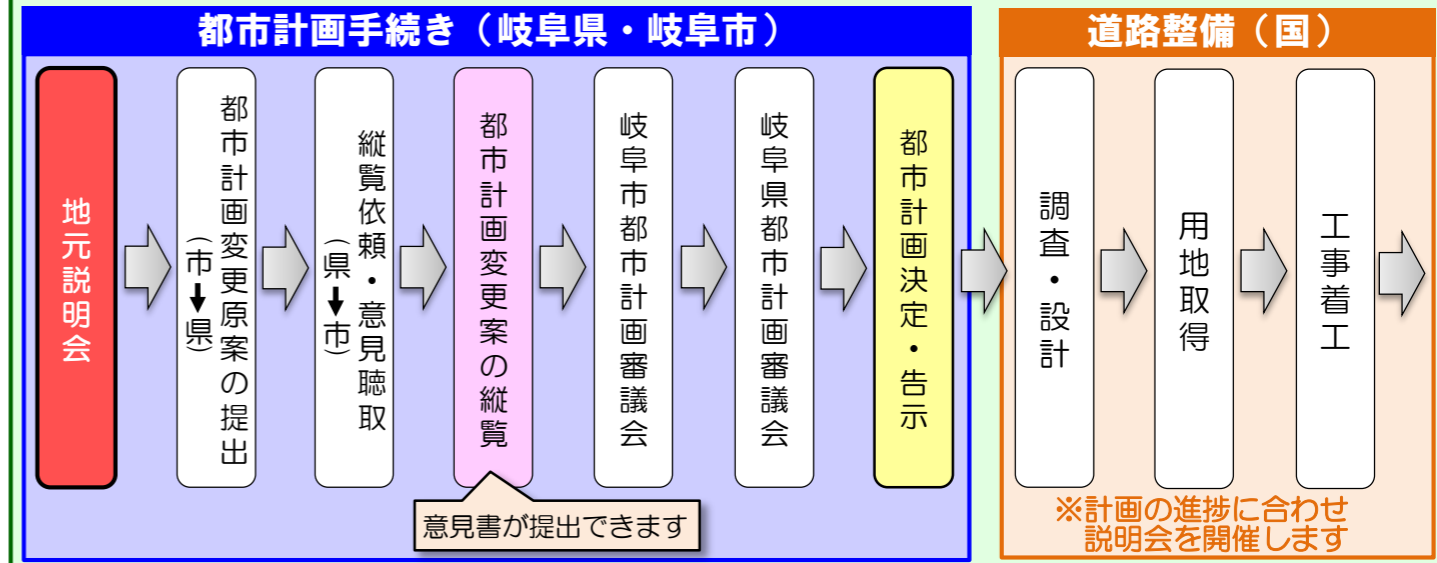 都市計画手続き（岐阜県・岐阜市）
道路整備（国）
地元説明会
都市計画変更原案の提出
（市➡県）
縦覧依頼・意見聴取
（県➡市）
都市計画変更案の縦覧
岐阜市都市計画審議会
岐阜県都市計画審議会
都市計画決定・告示
調査・設計
用地取得
工事着工
意見書が提出できます
※計画の進捗に合わせ
説明会を開催します